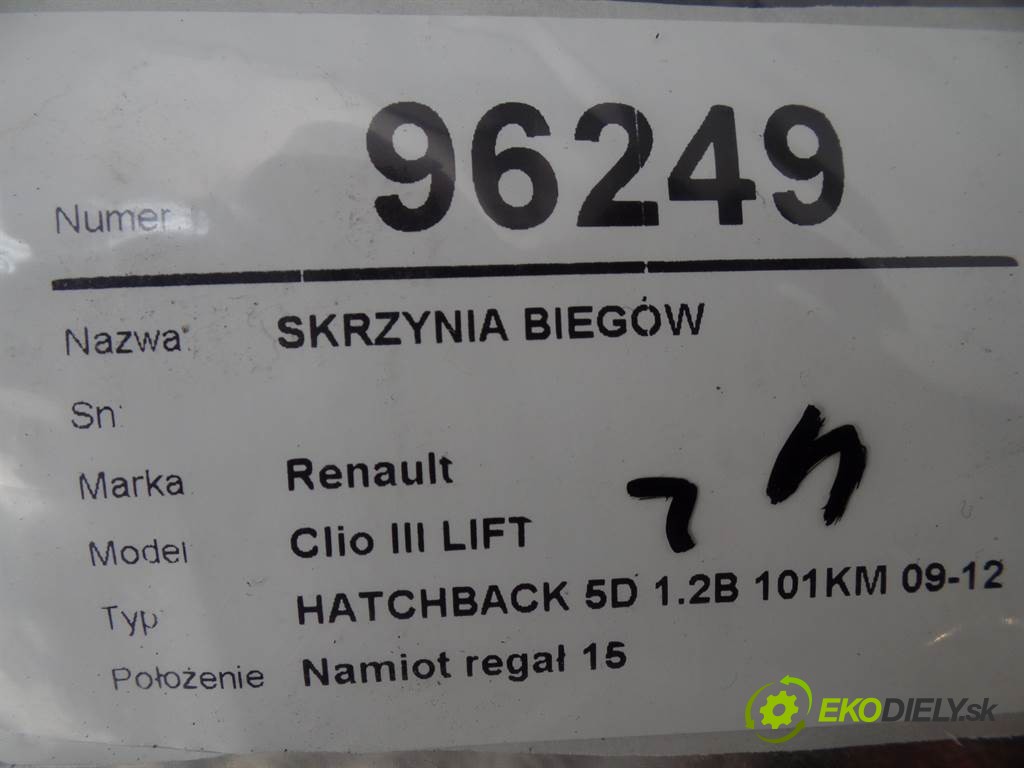 Numer 96249
Nazwa: SKRZYNIA BIEGÓW
Sn:
Marka Renault
Model Clio III LIFT
Typ HATCHBACK 5D 1.2B 101KM 09-12
Położenie Namiot regał 15
EKODIELY.sk